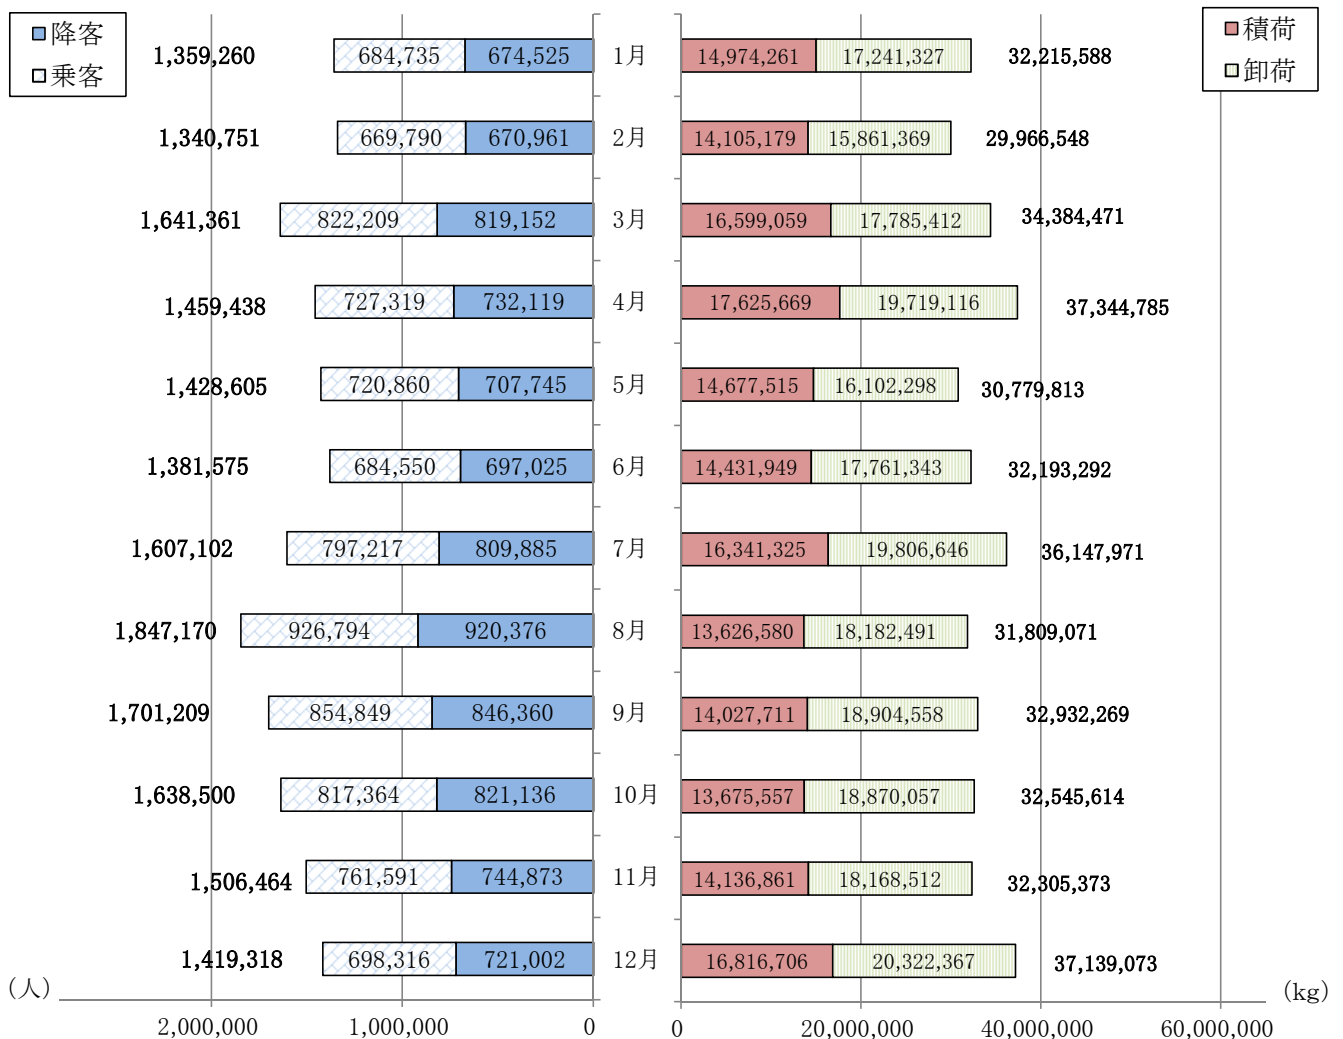 降客
乗客
積荷
卸荷
1,359,260 684,735 674,525 1月 14,974,261 17,241,327 32,215,588
1,340,751 669,790 670,961 2月 14,105,179 15,861,369 29,966,548
1,641,361 822,209 819,152 3月 16,599,059 17,785,412 34,384,471
1,459,438 727,319 732,119 4月 17,625,669 19,719,116 37,344,785
1,428,605 720,860 707,745 5月 14,677,515 16,102,298 30,779,813
1,381,575 684,550 697,025 6月 14,431,949 17,761,343 32,193,292
1,607,102 797,217 809,885 7月 16,341,325 19,806,646 36,147,971
1,847,170 926,794 920,376 8月 13,626,580 18,182,491 31,809,071
1,701,209 854,849 846,360 9月 14,027,711 18,904,558 32,932,269
1,638,500 817,364 821,136 10月 13,675,557 18,870,057 32,545,614
1,506,464 761,591 744,873 11月 14,136,861 18,168,512 32,305,373
1,419,318 698,316 721,002 12月 16,816,706 20,322,367 37,139,073
(人) (kg)
2,000,000 1,000,000 0 0 20,000,000 40,000,000 60,000,000